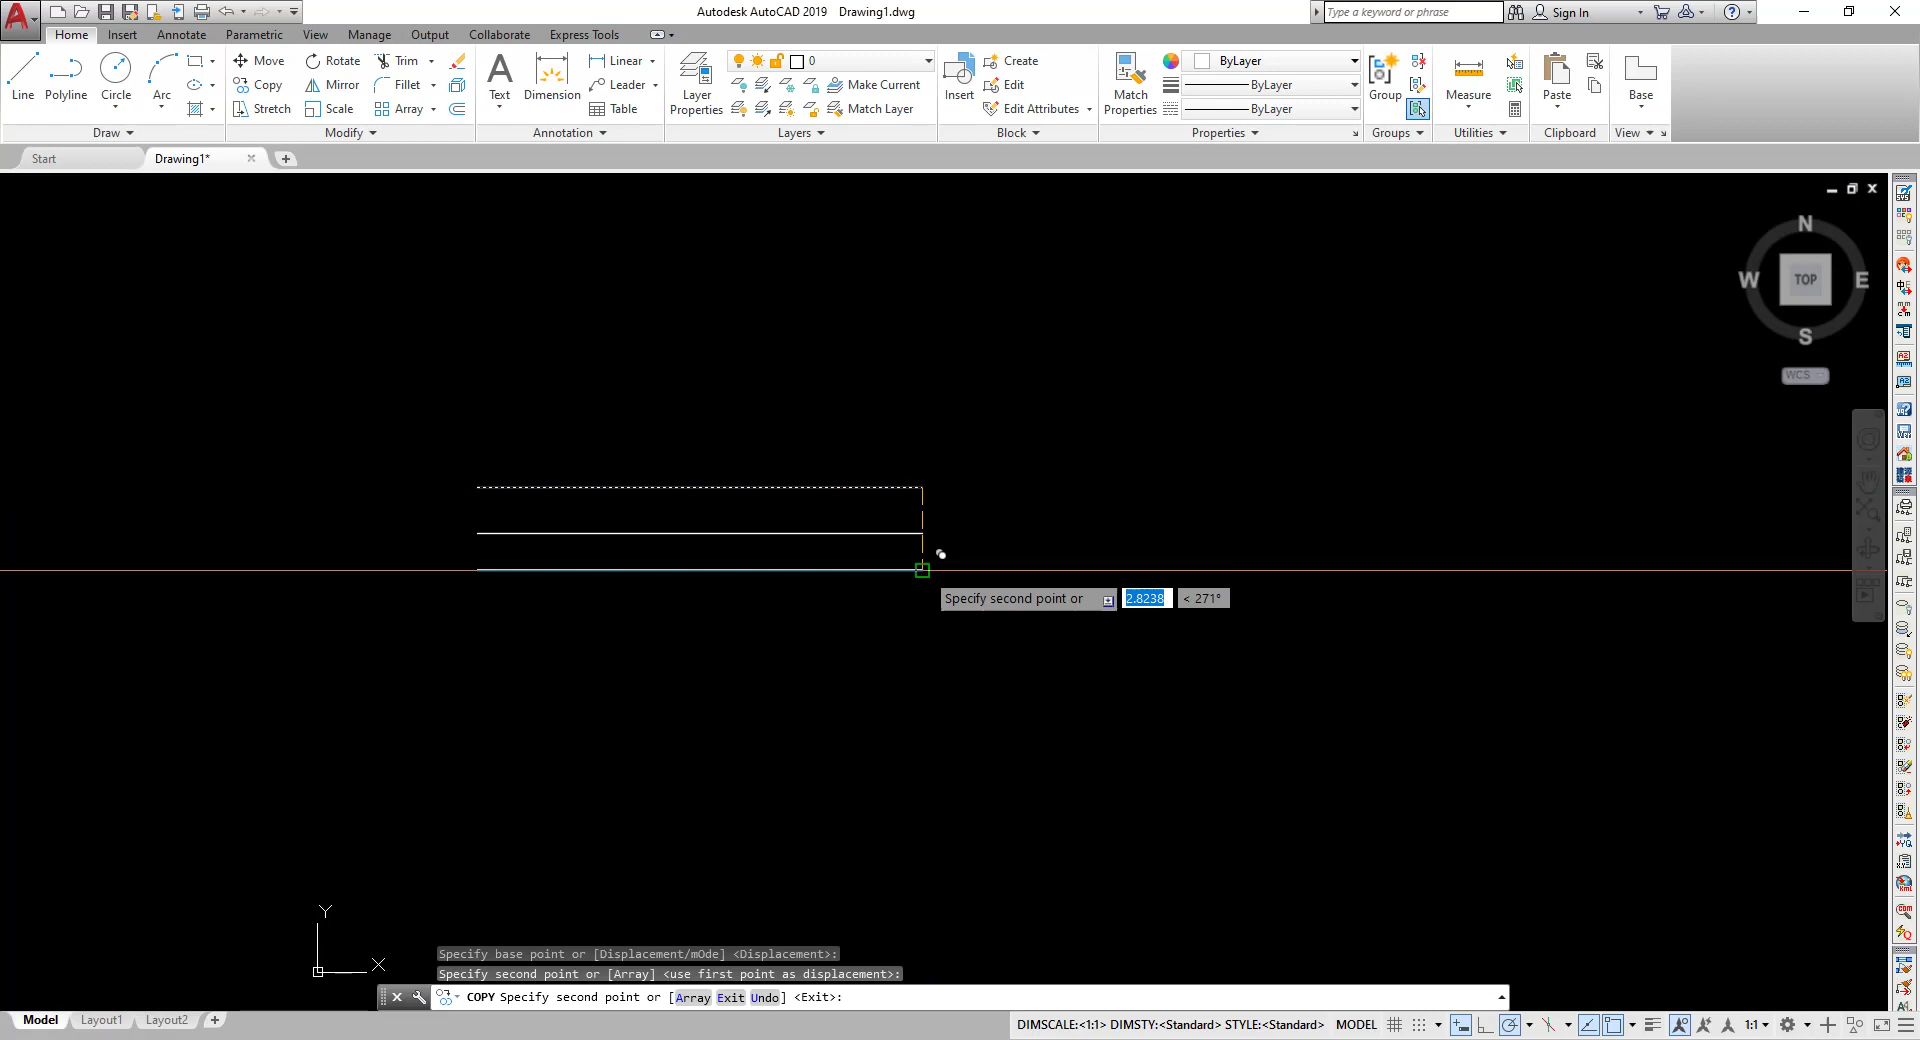 Autodesk AutoCAD 2019 Drawing1.dwg
Type a keyword or phrase
Sign In
Home Insert Annotate Parametric View Manage Output Collaborate Express Tools
Line Polyline Circle Arc
Move Rotate Trim
Copy Mirror Fillet
Stretch Scale Array
Text Dimension
Linear
Leader
Table
Layer Properties
0
Make Current
Match Layer
Insert
Create
Edit
Edit Attributes
Match Properties
ByLayer
ByLayer
ByLayer
Group
Measure
Paste
Base
Draw Modify Annotation Layers Block Properties Groups Utilities Clipboard View
Start Drawing1*
N
W TOP E
S
WCS
Specify second point or 2.8238 < 271°
Y
X
Specify base point or [Displacement/mOde] <Displacement>:
Specify second point or [Array] <use first point as displacement>:
COPY Specify second point or [Array Exit Undo] <Exit>:
Model Layout1 Layout2
DIMSCALE:<1:1> DIMSTY:<Standard> STYLE:<Standard> MODEL 1:1